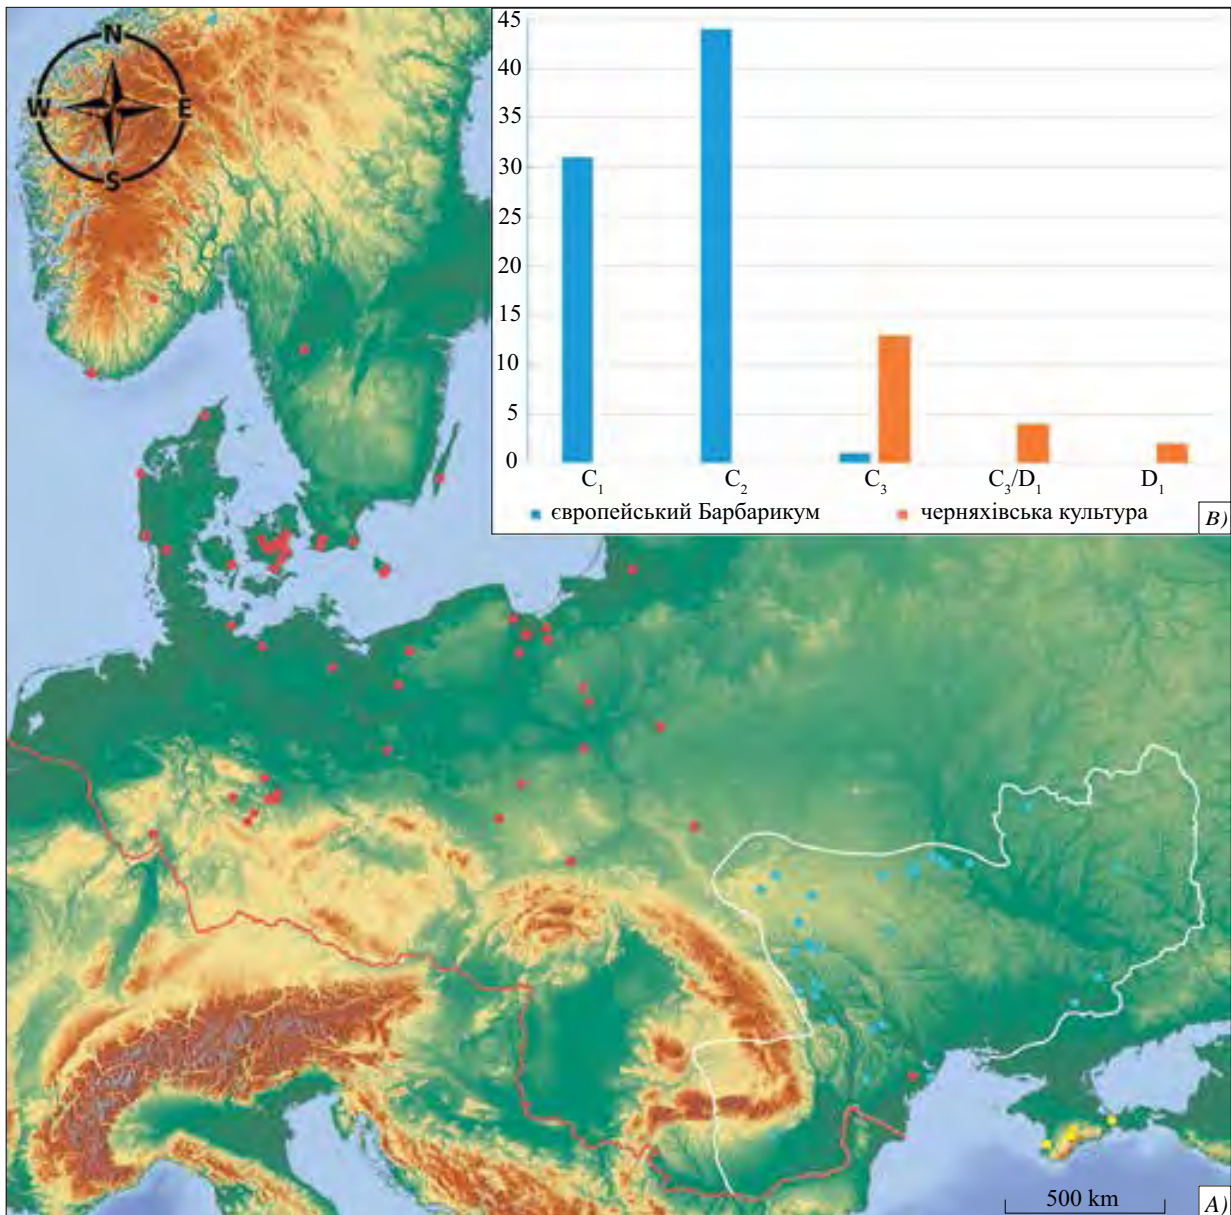 N
W E
S
45
40
35
30
25
20
15
10
5
0
C₁ C₂ C₃ C₃/D₁ D₁
європейський Барбарикум черняхівська культура
В)
500 km
А)